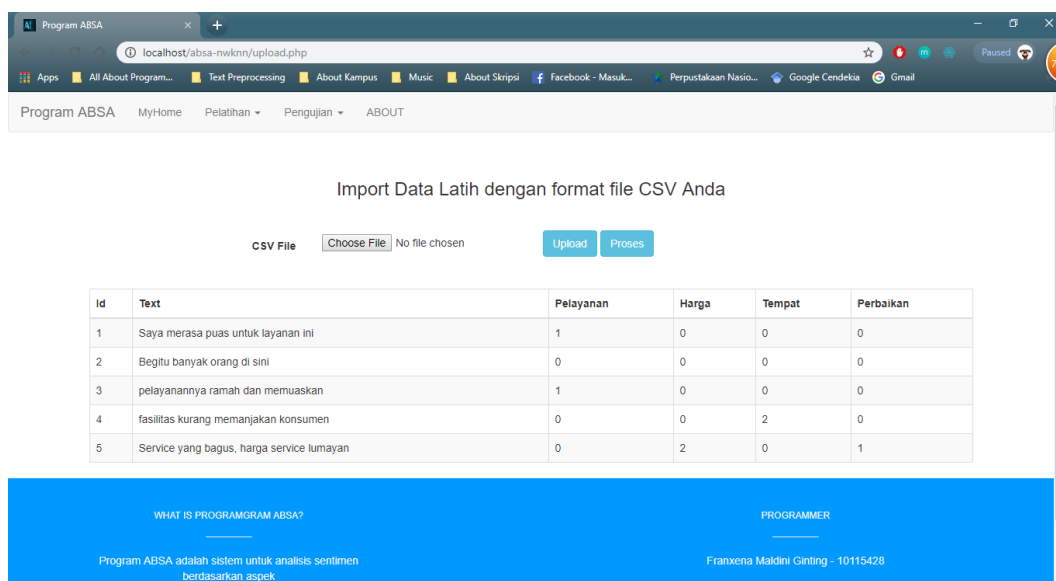 Program ABSA
localhost/absa-nwknn/upload.php
Paused
Apps All About Program... Text Preprocessing About Kampus Music About Skripsi Facebook - Masuk... Perpustakaan Nasio... Google Cendekia Gmail
Program ABSA MyHome Pelatihan Pengujian ABOUT
Import Data Latih dengan format file CSV Anda
CSV File Choose File No file chosen Upload Proses
Id Text Pelayanan Harga Tempat Perbaikan
1 Saya merasa puas untuk layanan ini 1 0 0 0
2 Begitu banyak orang di sini 0 0 0 0
3 pelayanannya ramah dan memuaskan 1 0 0 0
4 fasilitas kurang memanjakan konsumen 0 0 2 0
5 Service yang bagus, harga service lumayan 0 2 0 1
WHAT IS PROGRAMGRAM ABSA? PROGRAMMER
Program ABSA adalah sistem untuk analisis sentimen Franxena Maldini Ginting - 10115428
berdasarkan aspek